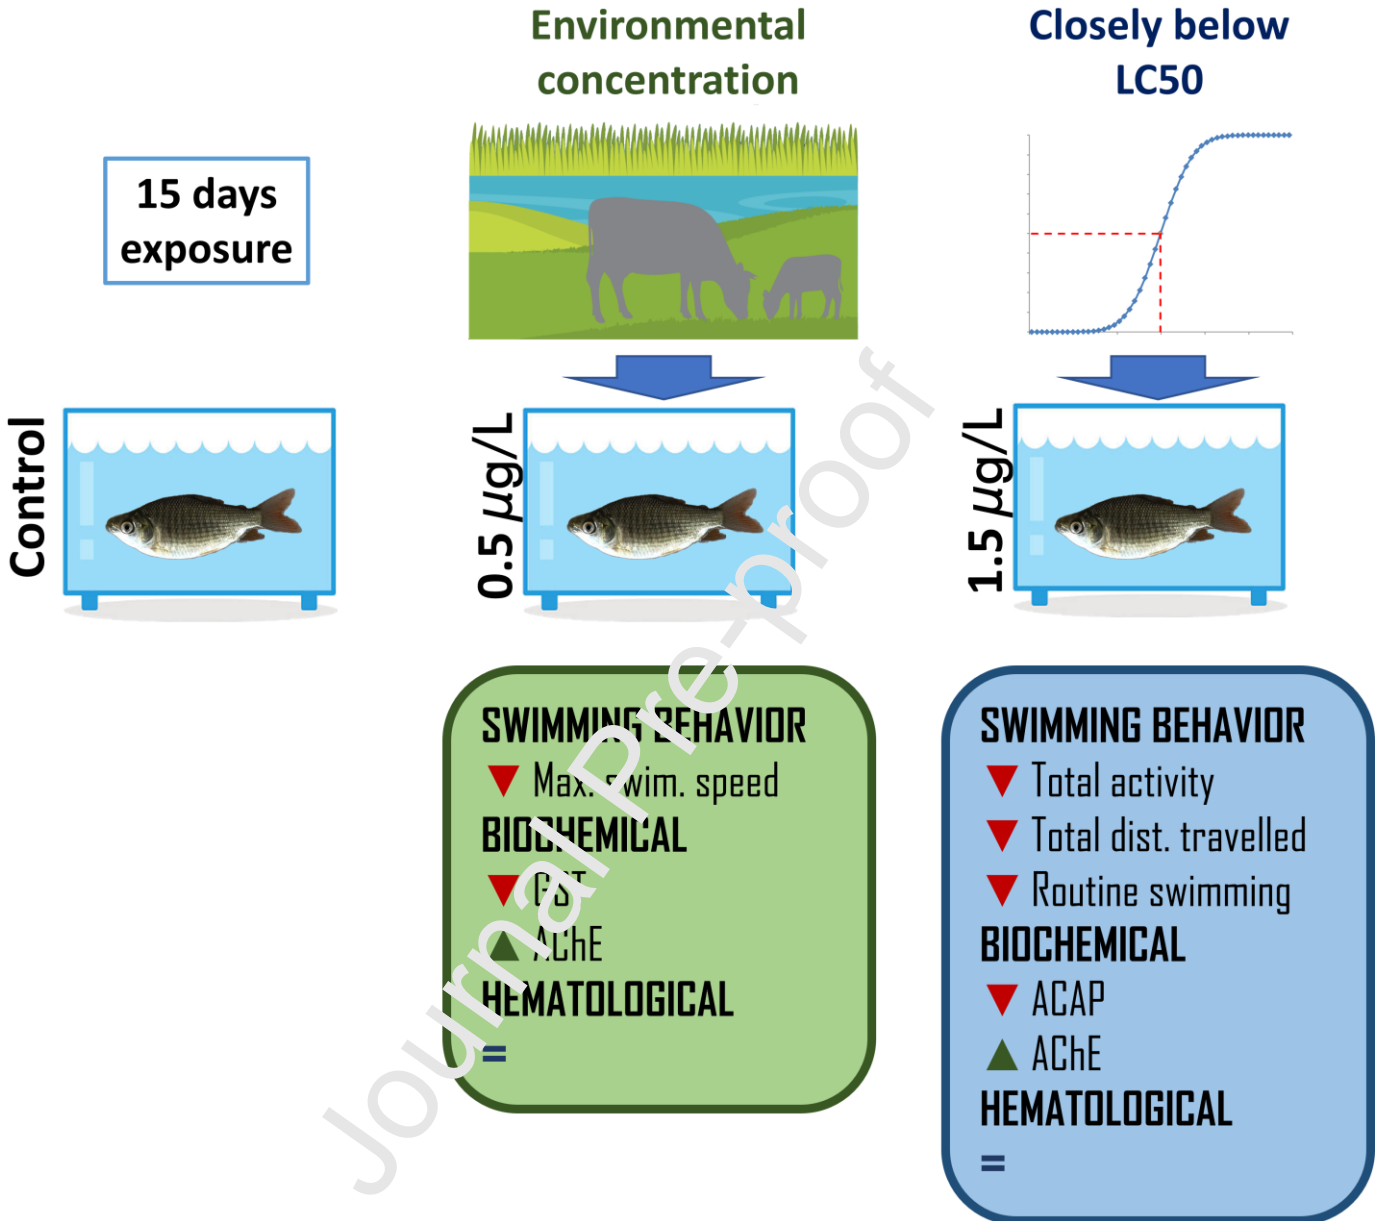 Environmental
concentration
Closely below
LC50
15 days
exposure
Control
0.5 µg/L
1.5 µg/L
SWIMMING BEHAVIOR
▼ Max. swim. speed
BIOCHEMICAL
▼ GST
▲ AChE
HEMATOLOGICAL
=
SWIMMING BEHAVIOR
▼ Total activity
▼ Total dist. travelled
▼ Routine swimming
BIOCHEMICAL
▼ ACAP
▲ AChE
HEMATOLOGICAL
=
Journal Pre-proof